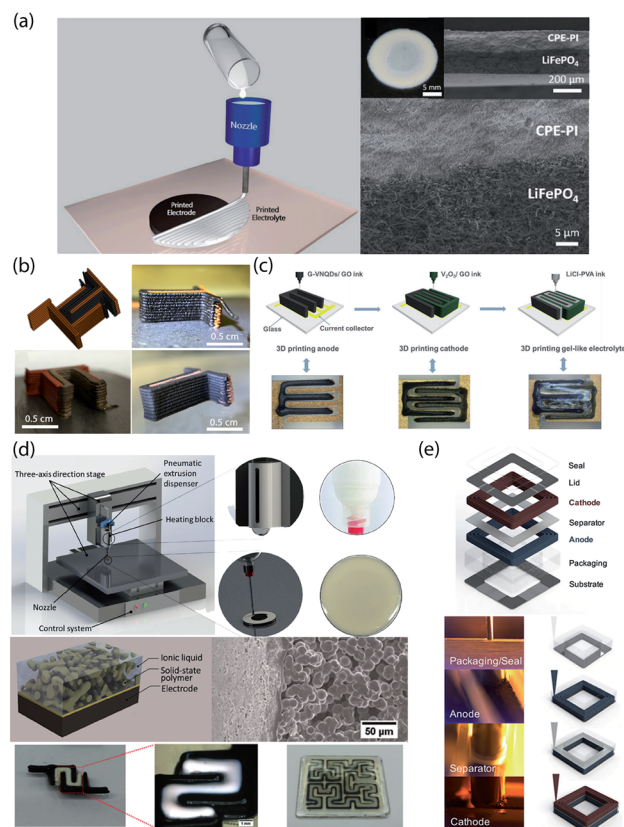 (a)
Nozzle
Printed
Electrode
Printed
Electrolyte
5 mm
CPE-PI
LiFePO₄
200 μm
CPE-PI
LiFePO₄
5 μm
(b)
0.5 cm
0.5 cm
0.5 cm
(c)
G-VNQDs/ GO ink
V₂O₅/ GO ink
LiCl-PVA ink
Glass
Current collector
3D printing anode
3D printing cathode
3D printing gel-like electrolyte
(d)
Three-axis direction stage
Pneumatic
extrusion
dispenser
Heating block
Nozzle
Control system
Ionic liquid
Solid-state
polymer
Electrode
50 μm
(e)
Seal
Lid
Cathode
Separator
Anode
Packaging
Substrate
Packaging/Seal
Anode
Separator
Cathode